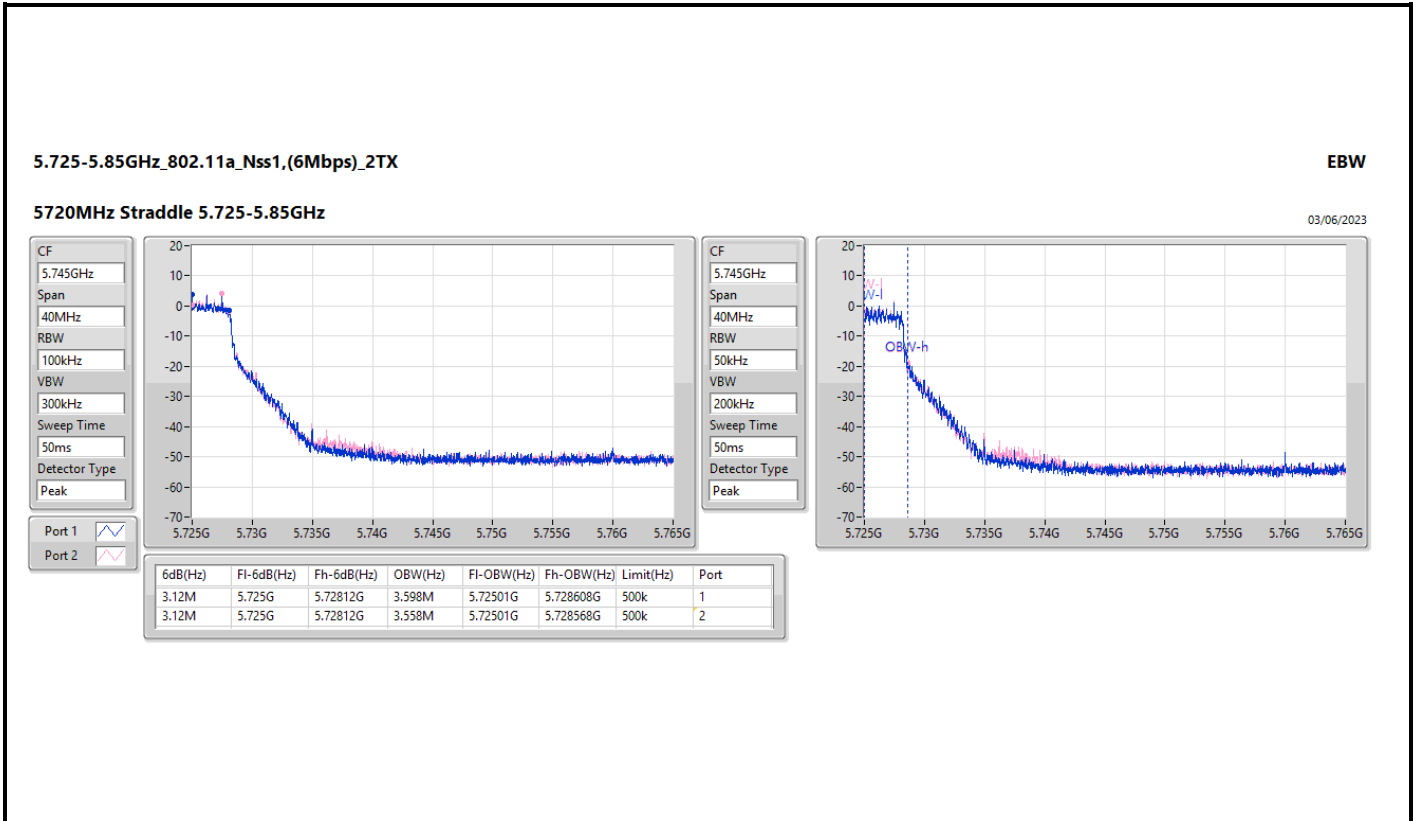 5.725-5.85GHz_802.11a_Nss1,(6Mbps)_2TX
EBW
5720MHz Straddle 5.725-5.85GHz
03/06/2023
CF
5.745GHz
Span
40MHz
RBW
100kHz
VBW
300kHz
Sweep Time
50ms
Detector Type
Peak
Port 1
Port 2
20
10
0
-10
-20
-30
-40
-50
-60
-70
5.725G 5.73G 5.735G 5.74G 5.745G 5.75G 5.755G 5.76G 5.765G
CF
5.745GHz
Span
40MHz
RBW
50kHz
VBW
200kHz
Sweep Time
50ms
Detector Type
Peak
20
10
0
-10
-20
-30
-40
-50
-60
-70
W-l
W-l
OBW-h
5.725G 5.73G 5.735G 5.74G 5.745G 5.75G 5.755G 5.76G 5.765G
6dB(Hz) Fl-6dB(Hz) Fh-6dB(Hz) OBW(Hz) Fl-OBW(Hz) Fh-OBW(Hz) Limit(Hz) Port
3.12M 5.725G 5.72812G 3.598M 5.72501G 5.728608G 500k 1
3.12M 5.725G 5.72812G 3.558M 5.72501G 5.728568G 500k 2